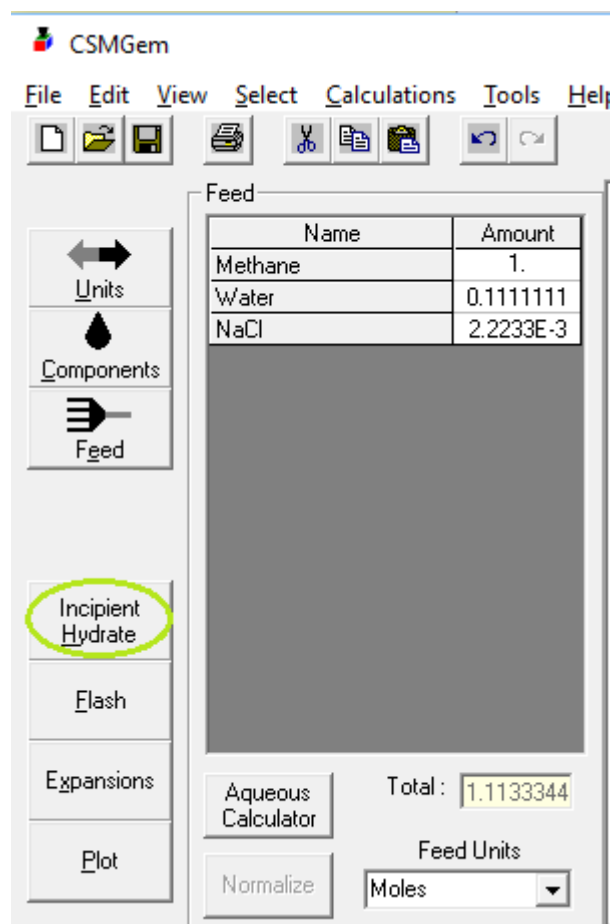 CSMGem
File Edit View Select Calculations Tools Help
Feed
Name Amount
Methane 1.
Water 0.1111111
NaCl 2.2233E-3
Units
Components
Feed
Incipient
Hydrate
Flash
Expansions
Plot
Aqueous
Calculator
Total : 1.1133344
Normalize
Feed Units
Moles